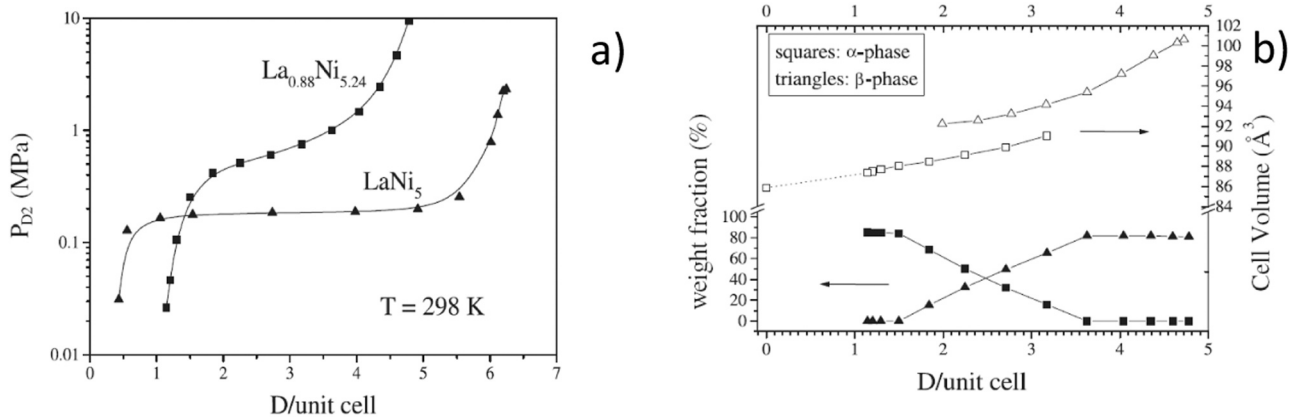 a)
10
1
0.1
0.01
P_D2 (MPa)
La0.88Ni5.24
LaNi5
T = 298 K
0 1 2 3 4 5 6 7
D/unit cell
b)
0 1 2 3 4 5
squares: α-phase
triangles: β-phase
102
100
98
96
94
92
90
88
86
84
Cell Volume (Å3)
100
80
60
40
20
0
weight fraction (%)
0 1 2 3 4 5
D/unit cell